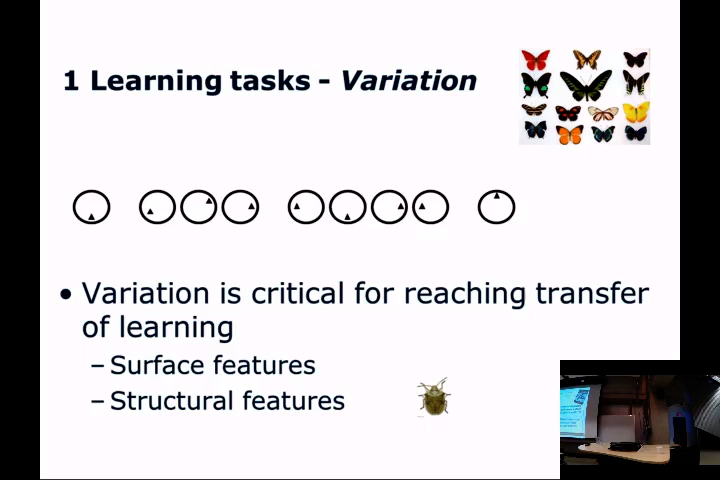 1 Learning tasks - Variation
• Variation is critical for reaching transfer
of learning
– Surface features
– Structural features